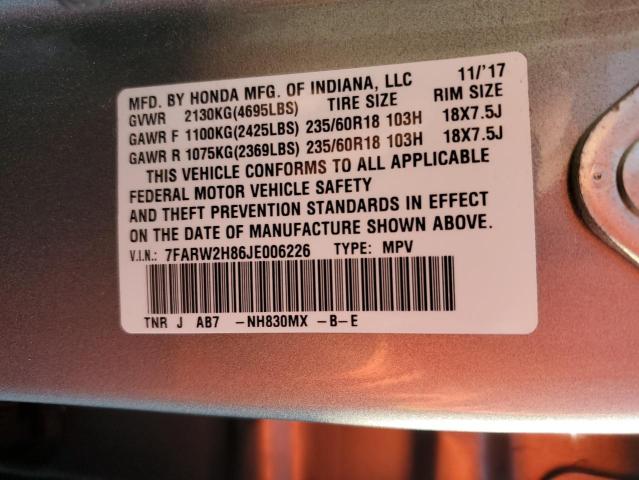 MFD. BY HONDA MFG. OF INDIANA, LLC 11/'17
GVWR 2130KG(4695LBS) TIRE SIZE RIM SIZE
GAWR F 1100KG(2425LBS) 235/60R18 103H 18X7.5J
GAWR R 1075KG(2369LBS) 235/60R18 103H 18X7.5J
THIS VEHICLE CONFORMS TO ALL APPLICABLE
FEDERAL MOTOR VEHICLE SAFETY
AND THEFT PREVENTION STANDARDS IN EFFECT
ON THE DATE OF MANUFACTURE SHOWN ABOVE.
V.I.N.: 7FARW2H86JE006226 TYPE: MPV
TNR J AB7 -NH830MX -B-E